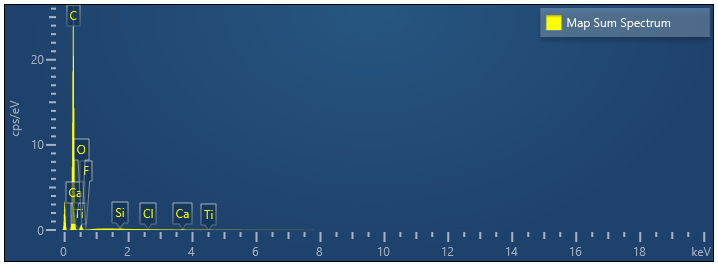 C
Map Sum Spectrum
20
cps/eV
10
O
F
Ca
Ti
Si
Cl
Ca
Ti
0
0 2 4 6 8 10 12 14 16 18 keV